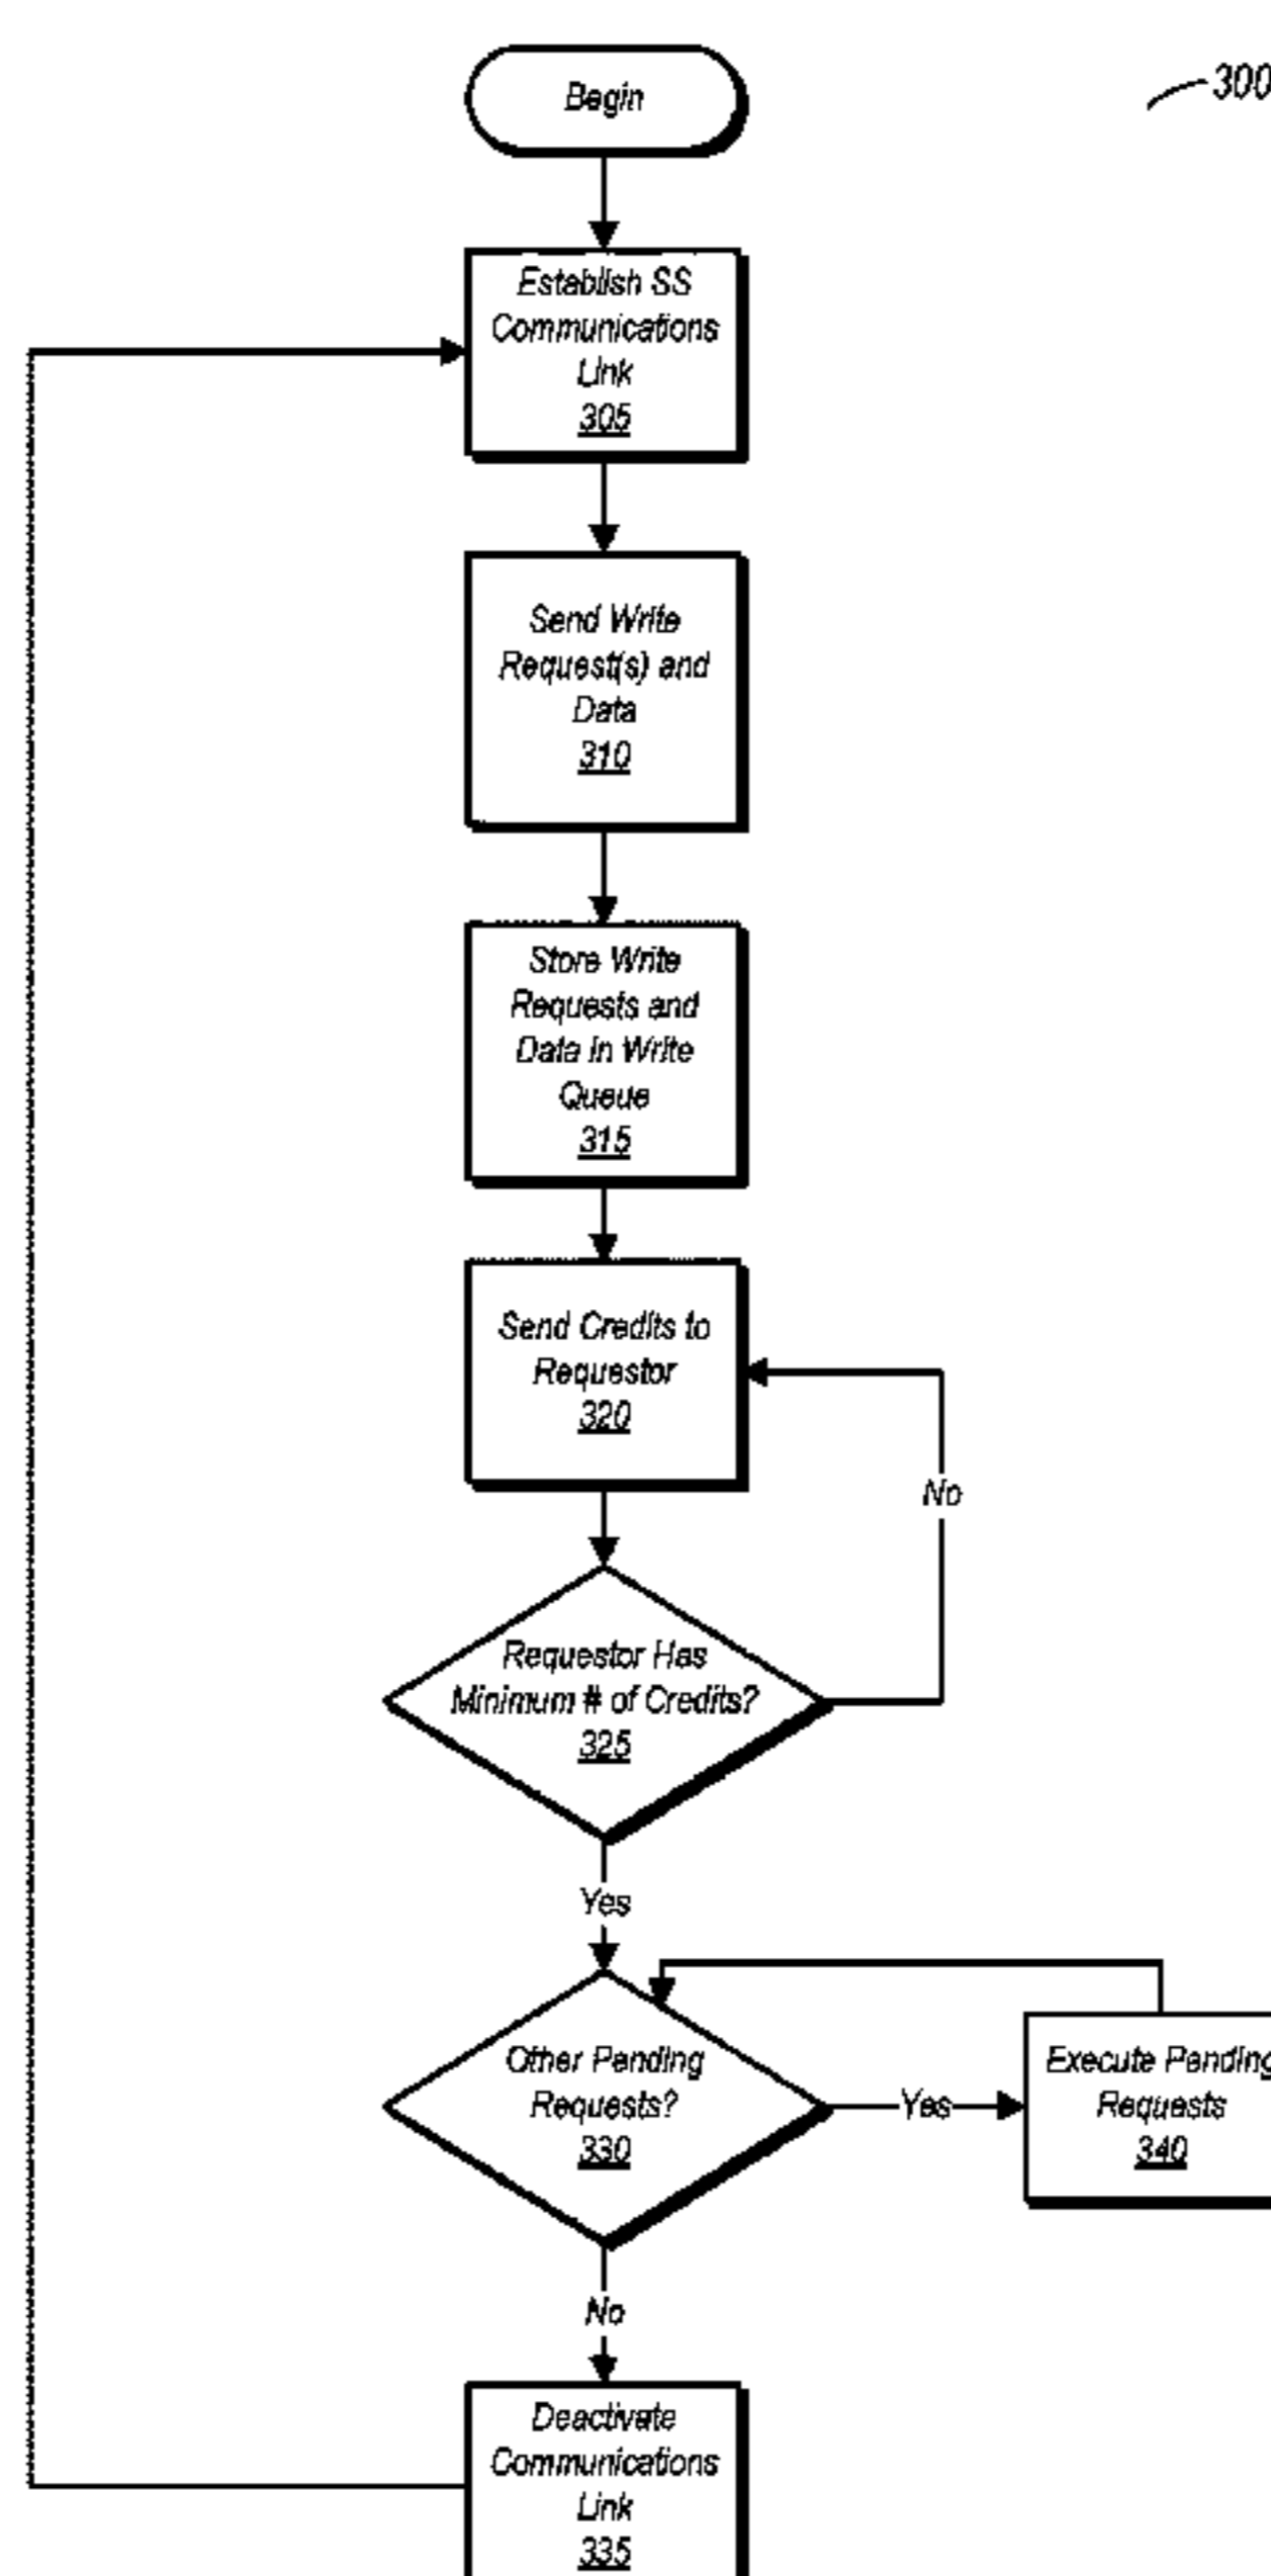 Begin
300
Establish SS
Communications
Link
305
Send Write
Request(s) and
Data
310
Store Write
Requests and
Data in Write
Queue
315
Send Credits to
Requestor
320
No
Requestor Has
Minimum # of Credits?
325
Yes
Other Pending
Requests?
330
Yes
Execute Pending
Requests
340
No
Deactivate
Communications
Link
335